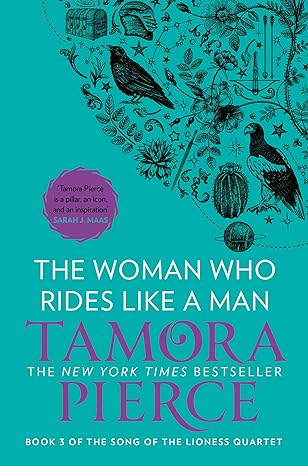 'Tamora Pierce
is a pillar, an icon,
and an inspiration'
SARAH J. MAAS
THE WOMAN WHO
RIDES LIKE A MAN
TAMORA
THE NEW YORK TIMES BESTSELLER
PIERCE
BOOK 3 OF THE SONG OF THE LIONESS QUARTET